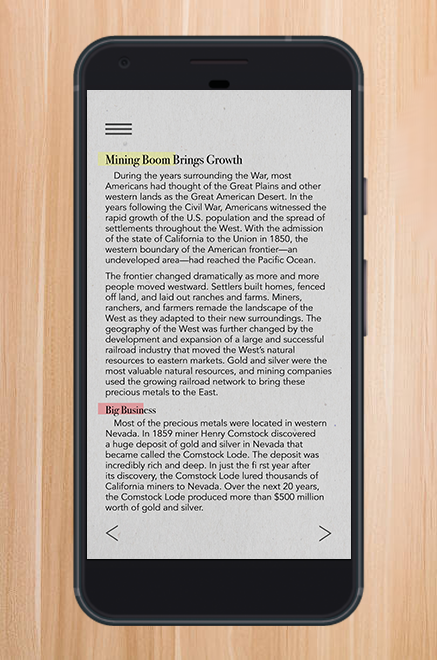 Mining Boom Brings Growth
During the years surrounding the War, most
Americans had thought of the Great Plains and other
western lands as the Great American Desert. In the
years following the Civil War, Americans witnessed the
rapid growth of the U.S. population and the spread of
settlements throughout the West. With the admission
of the state of California to the Union in 1850, the
western boundary of the American frontier—an
undeveloped area—had reached the Pacific Ocean.
The frontier changed dramatically as more and more
people moved westward. Settlers built homes, fenced
off land, and laid out ranches and farms. Miners,
ranchers, and farmers remade the landscape of the
West as they adapted to their new surroundings. The
geography of the West was further changed by the
development and expansion of a large and successful
railroad industry that moved the West's natural
resources to eastern markets. Gold and silver were the
most valuable natural resources, and mining companies
used the growing railroad network to bring these
precious metals to the East.
Big Business
Most of the precious metals were located in western
Nevada. In 1859 miner Henry Comstock discovered
a huge deposit of gold and silver in Nevada that
became called the Comstock Lode. The deposit was
incredibly rich and deep. In just the fi rst year after
its discovery, the Comstock Lode lured thousands of
California miners to Nevada. Over the next 20 years,
the Comstock Lode produced more than $500 million
worth of gold and silver.